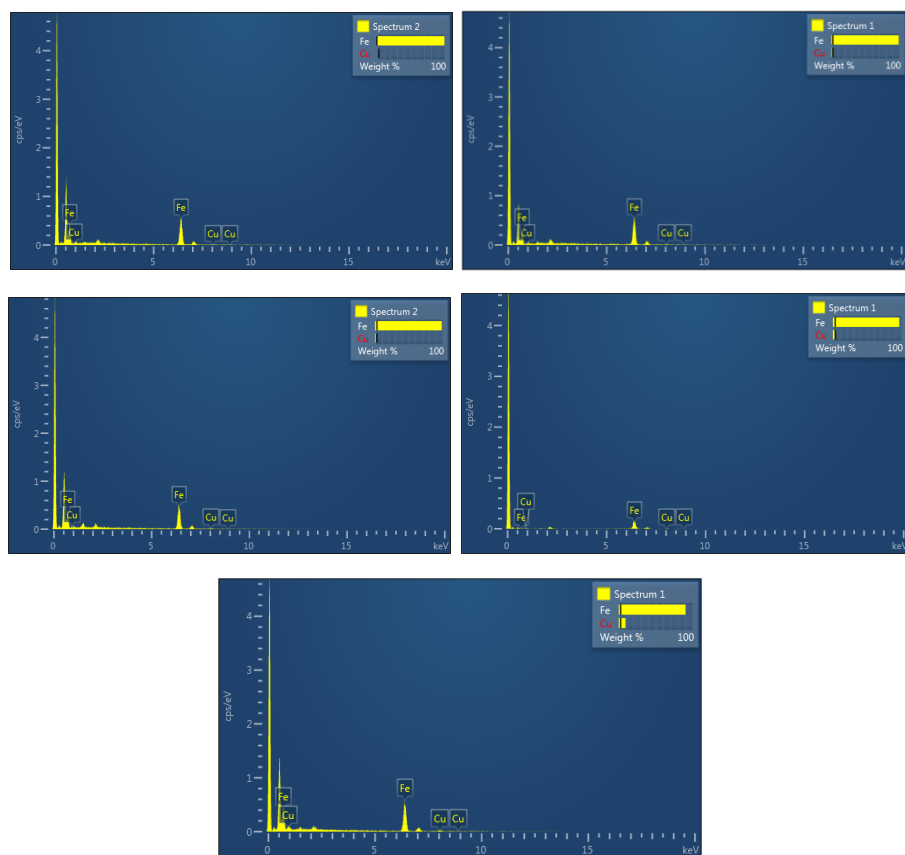 Spectrum 2
Fe
Cu
Weight % 100
cps/eV
4
3
2
1
0
Fe
Cu
Fe
Cu Cu
0 5 10 15 keV
Spectrum 1
Fe
Cu
Weight % 100
cps/eV
4
3
2
1
0
Fe
Cu
Fe
Cu Cu
0 5 10 15 keV
Spectrum 2
Fe
Cu
Weight % 100
cps/eV
4
3
2
1
0
Fe
Cu
Fe
Cu Cu
0 5 10 15 keV
Spectrum 1
Fe
Cu
Weight % 100
cps/eV
4
3
2
1
0
Cu
Fe
Fe
Cu Cu
0 5 10 15 keV
Spectrum 1
Fe
Cu
Weight % 100
cps/eV
4
3
2
1
0
Fe
Cu
Fe
Cu Cu
0 5 10 15 keV